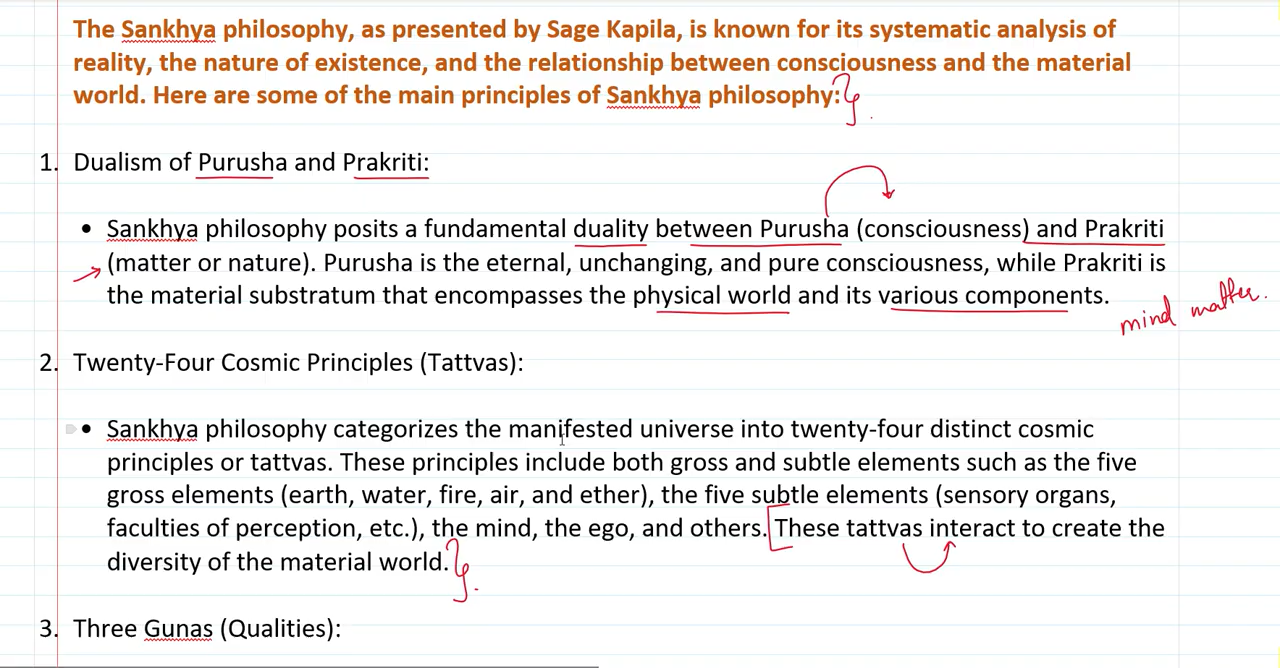 The Sankhya philosophy, as presented by Sage Kapila, is known for its systematic analysis of
reality, the nature of existence, and the relationship between consciousness and the material
world. Here are some of the main principles of Sankhya philosophy:
1. Dualism of Purusha and Prakriti:
• Sankhya philosophy posits a fundamental duality between Purusha (consciousness) and Prakriti
(matter or nature). Purusha is the eternal, unchanging, and pure consciousness, while Prakriti is
the material substratum that encompasses the physical world and its various components.
mind matter.
2. Twenty-Four Cosmic Principles (Tattvas):
• Sankhya philosophy categorizes the manifested universe into twenty-four distinct cosmic
principles or tattvas. These principles include both gross and subtle elements such as the five
gross elements (earth, water, fire, air, and ether), the five subtle elements (sensory organs,
faculties of perception, etc.), the mind, the ego, and others. These tattvas interact to create the
diversity of the material world.
3. Three Gunas (Qualities):